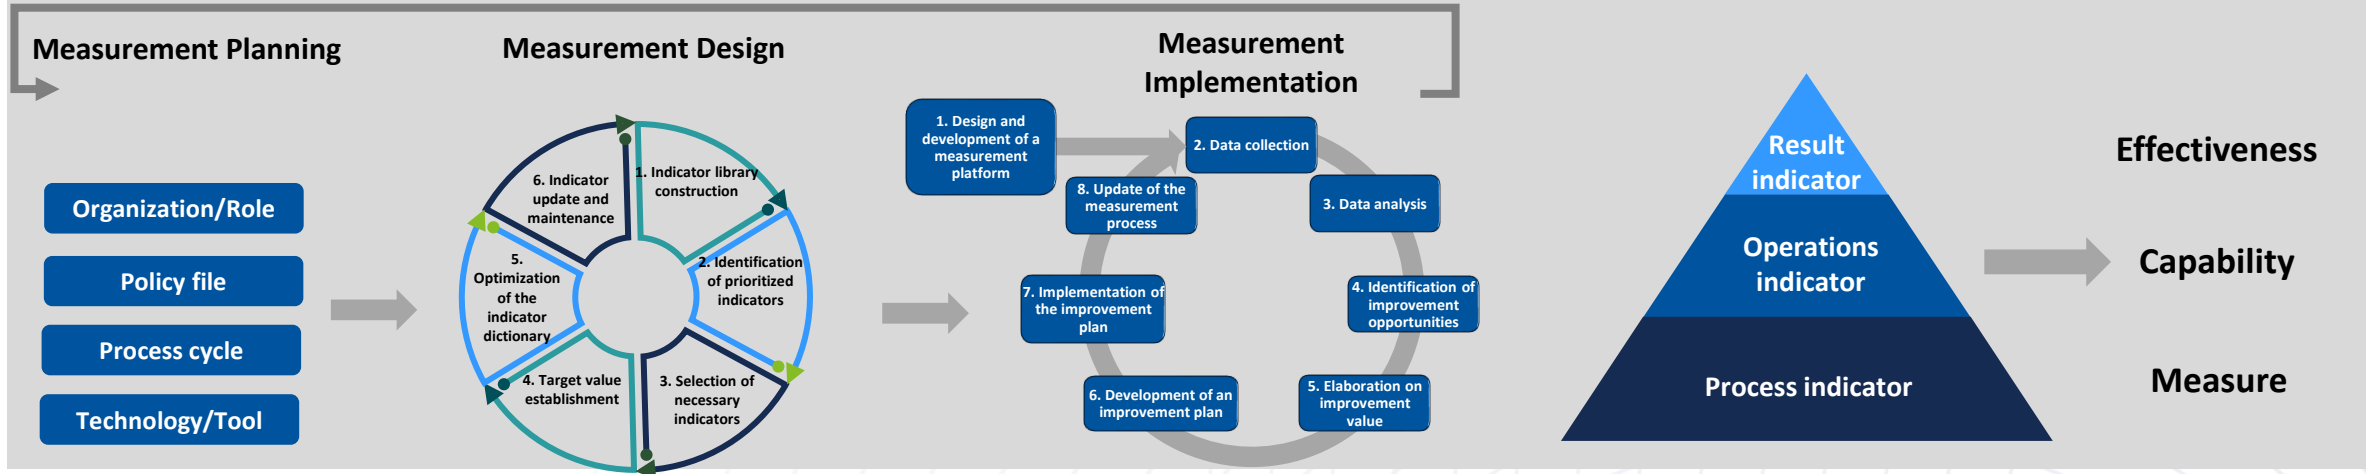 Measurement Planning
Organization/Role
Policy file
Process cycle
Technology/Tool
Measurement Design
1. Indicator library
construction
2. Identification
of prioritized
indicators
3. Selection of
necessary
indicators
4. Target value
establishment
5.
Optimization
of the
indicator
dictionary
6. Indicator
update and
maintenance
Measurement
Implementation
1. Design and
development of a
measurement
platform
2. Data collection
3. Data analysis
4. Identification of
improvement
opportunities
5. Elaboration on
improvement
value
6. Development of an
improvement plan
7. Implementation of
the improvement
plan
8. Update of the
measurement
process
Result
indicator
Operations
indicator
Process indicator
Effectiveness
Capability
Measure